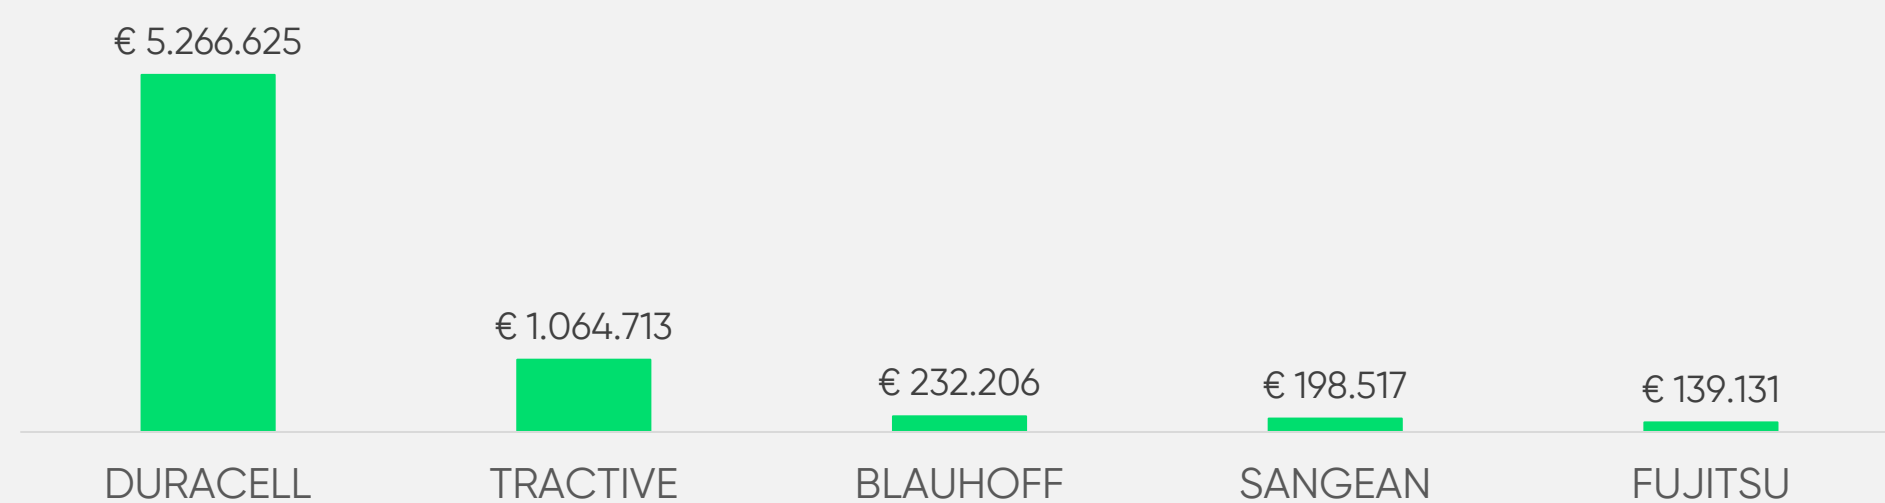 € 5.266.625
€ 1.064.713
€ 232.206
€ 198.517
€ 139.131
DURACELL
TRACTIVE
BLAUHOFF
SANGEAN
FUJITSU